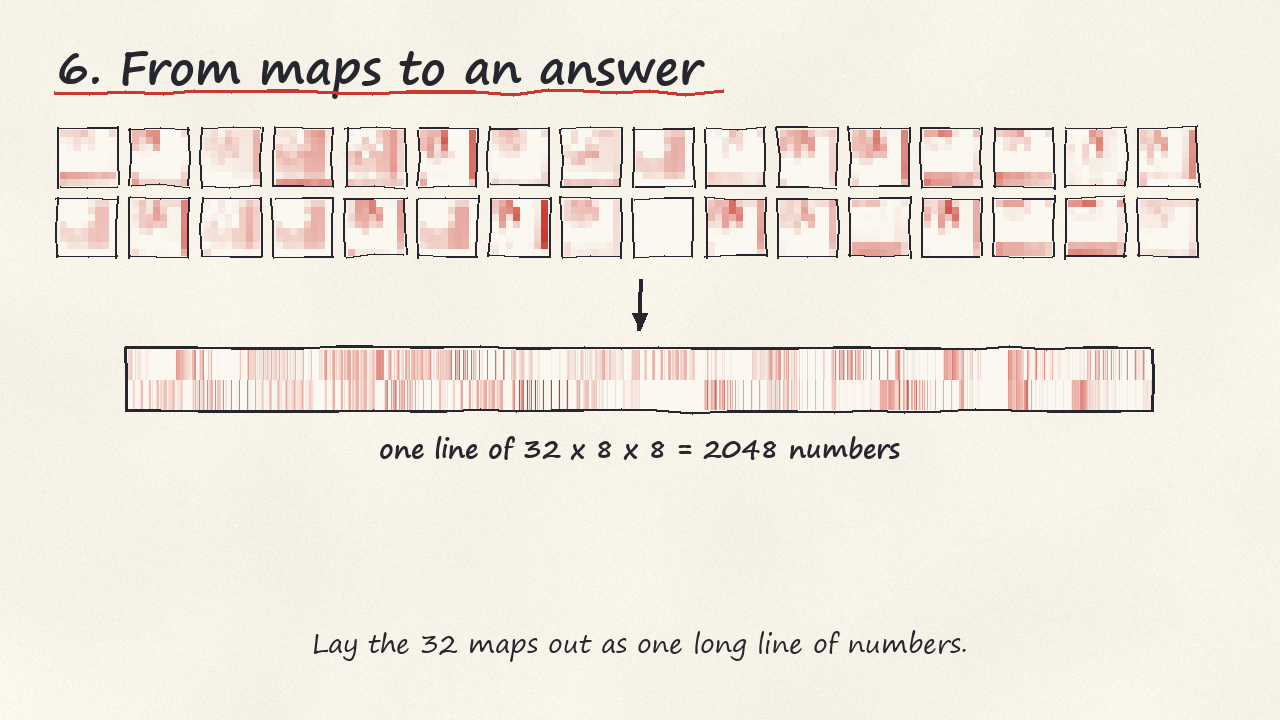 6. From maps to an answer
one line of 32 x 8 x 8 = 2048 numbers
Lay the 32 maps out as one long line of numbers.